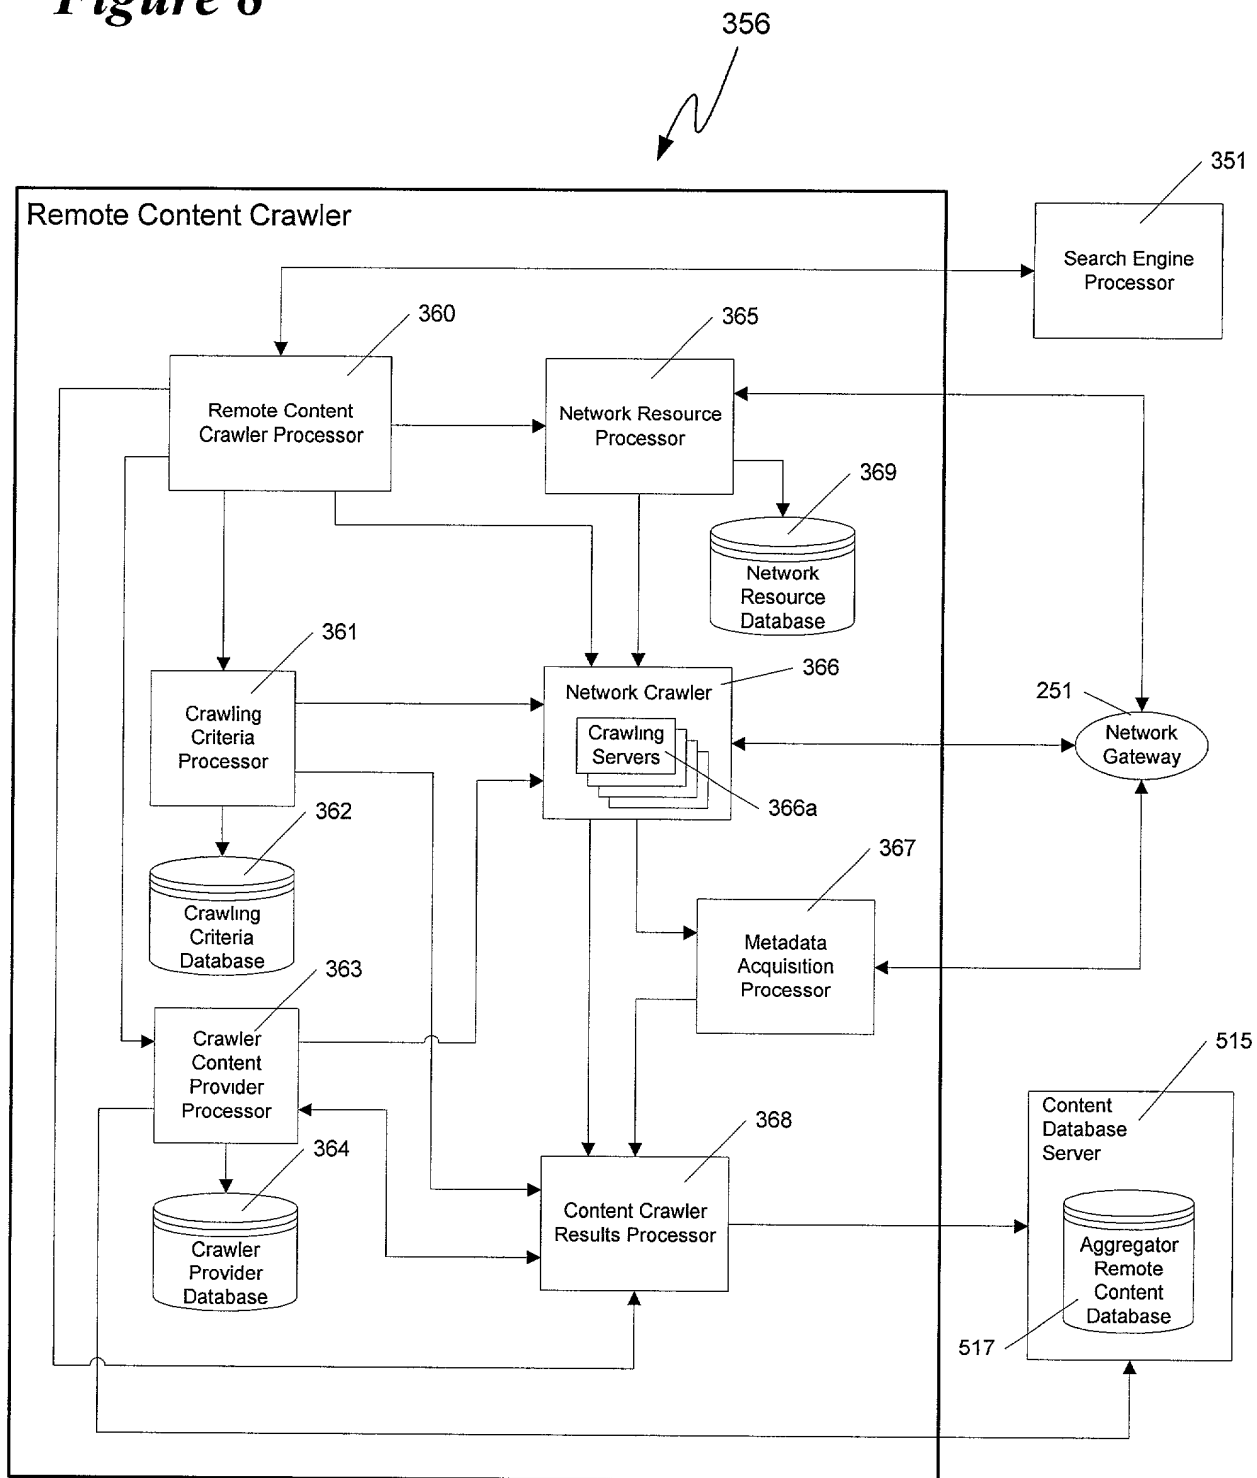 Figure 8
356
351
Remote Content Crawler
Search Engine
Processor
360
365
Remote Content
Crawler Processor
Network Resource
Processor
369
Network
Resource
Database
361
366
Network Crawler
251
Crawling
Criteria
Processor
Crawling
Servers
Network
Gateway
366a
362
367
Crawling
Criteria
Database
Metadata
Acquisition
Processor
363
Crawler
Content
Provider
Processor
515
Content
Database
Server
364
368
Content Crawler
Results Processor
Crawler
Provider
Database
Aggregator
Remote
Content
Database
517